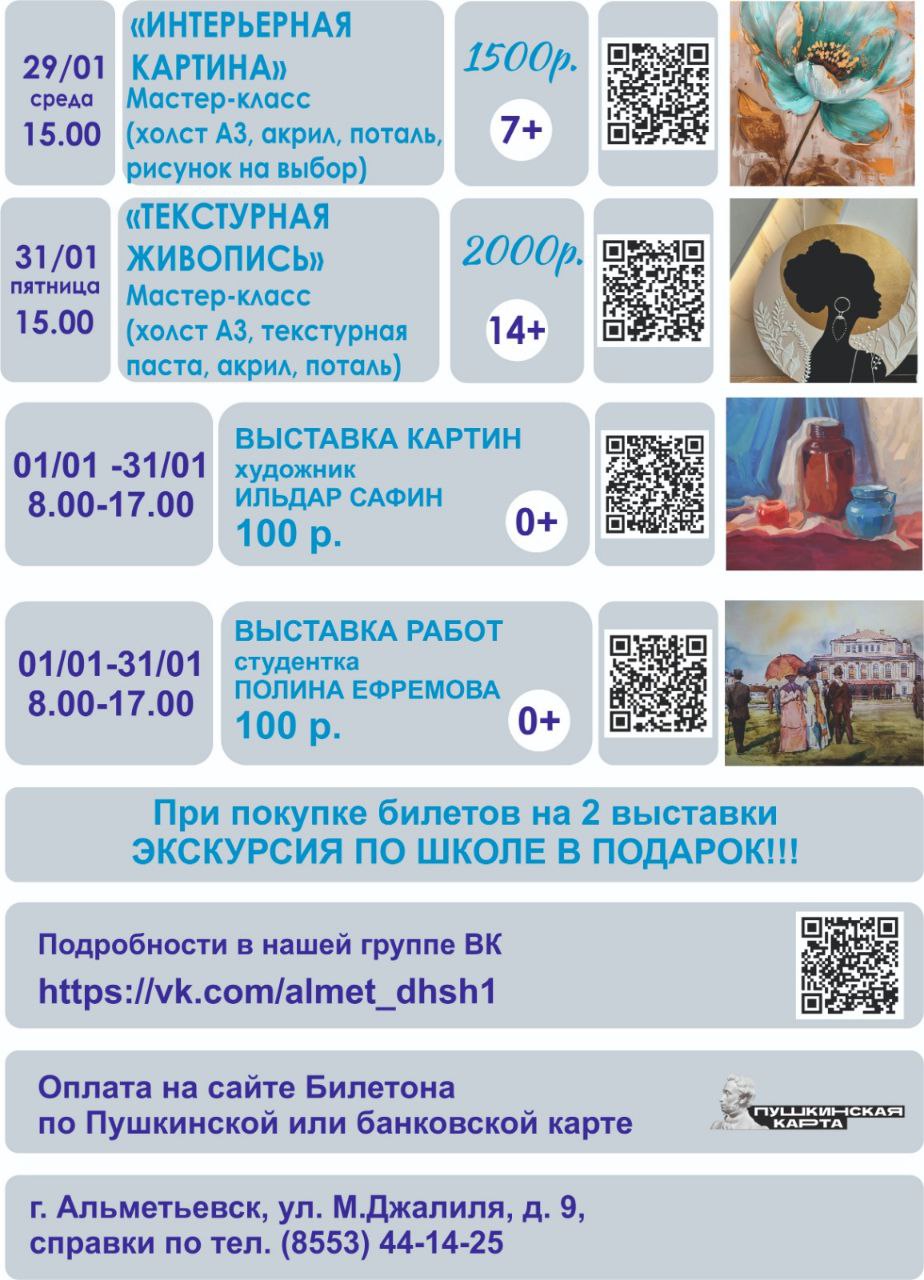 29/01
среда
15.00
«ИНТЕРЬЕРНАЯ
КАРТИНА»
Мастер-класс
(холст А3, акрил, поталь,
рисунок на выбор)
1500р.
7+
31/01
пятница
15.00
«ТЕКСТУРНАЯ
ЖИВОПИСЬ»
Мастер-класс
(холст А3, текстурная
паста, акрил, поталь)
2000р.
14+
01/01 -31/01
8.00-17.00
ВЫСТАВКА КАРТИН
художник
ИЛЬДАР САФИН
100 р.
0+
01/01-31/01
8.00-17.00
ВЫСТАВКА РАБОТ
студентка
ПОЛИНА ЕФРЕМОВА
100 р.
0+
При покупке билетов на 2 выставки
ЭКСКУРСИЯ ПО ШКОЛЕ В ПОДАРОК!!!
Подробности в нашей группе ВК
https://vk.com/almet_dhsh1
Оплата на сайте Билетона
по Пушкинской или банковской карте
ПУШКИНСКАЯ
КАРТА
г. Альметьевск, ул. М.Джалиля, д. 9,
справки по тел. (8553) 44-14-25